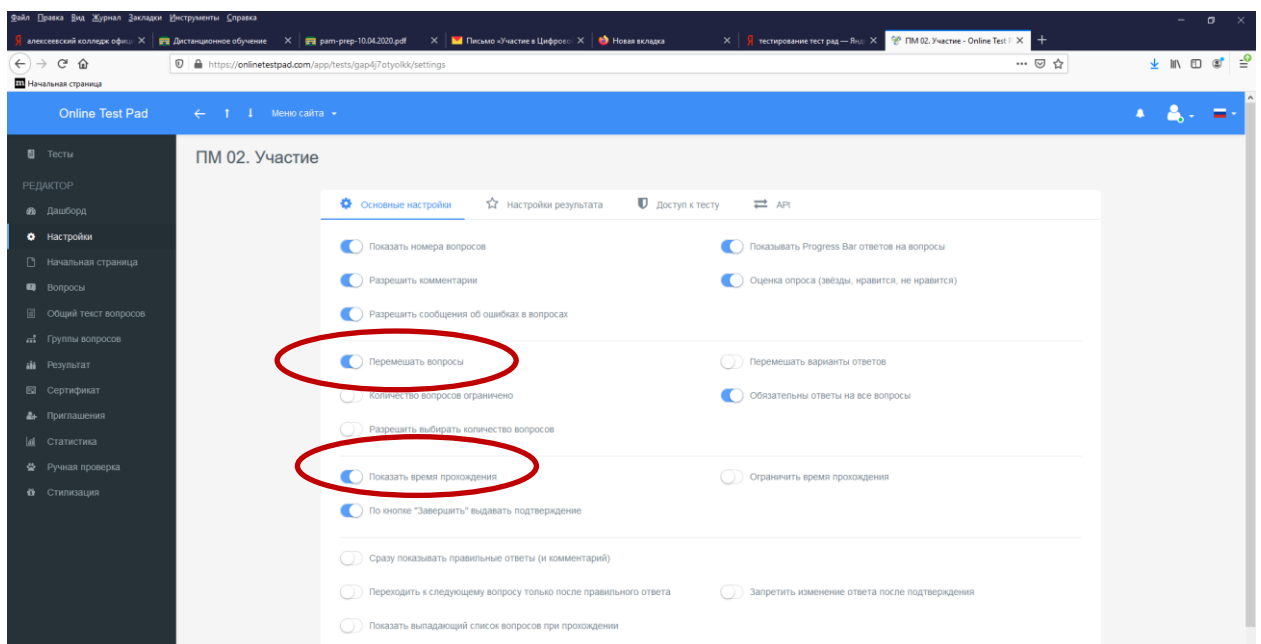 Файл Правка Вид Журнал Закладки Инструменты Справка
алексеевский колледж офиц Дистанционное обучение pam-prep-10.04.2020.pdf Письмо «Участие в Цифрово Новая вкладка тестирование тест рад — Янд ПМ 02. Участие - Online Test P
https://onlinetestpad.com/app/tests/gap4j7otyolkk/settings
Начальная страница
Online Test Pad Меню сайта
Тесты
ПМ 02. Участие
РЕДАКТОР
Дашборд
Настройки
Начальная страница
Вопросы
Общий текст вопросов
Группы вопросов
Результат
Сертификат
Приглашения
Статистика
Ручная проверка
Стилизация
Основные настройки Настройки результата Доступ к тесту API
Показать номера вопросов Показывать Progress Bar ответов на вопросы
Разрешить комментарии Оценка опроса (звёзды, нравится, не нравится)
Разрешить сообщения об ошибках в вопросах
Перемешать вопросы Перемешать варианты ответов
Количество вопросов ограничено Обязательны ответы на все вопросы
Разрешить выбирать количество вопросов
Показать время прохождения Ограничить время прохождения
По кнопке "Завершить" выдавать подтверждение
Сразу показывать правильные ответы (и комментарий)
Переходить к следующему вопросу только после правильного ответа Запретить изменение ответа после подтверждения
Показать выпадающий список вопросов при прохождении